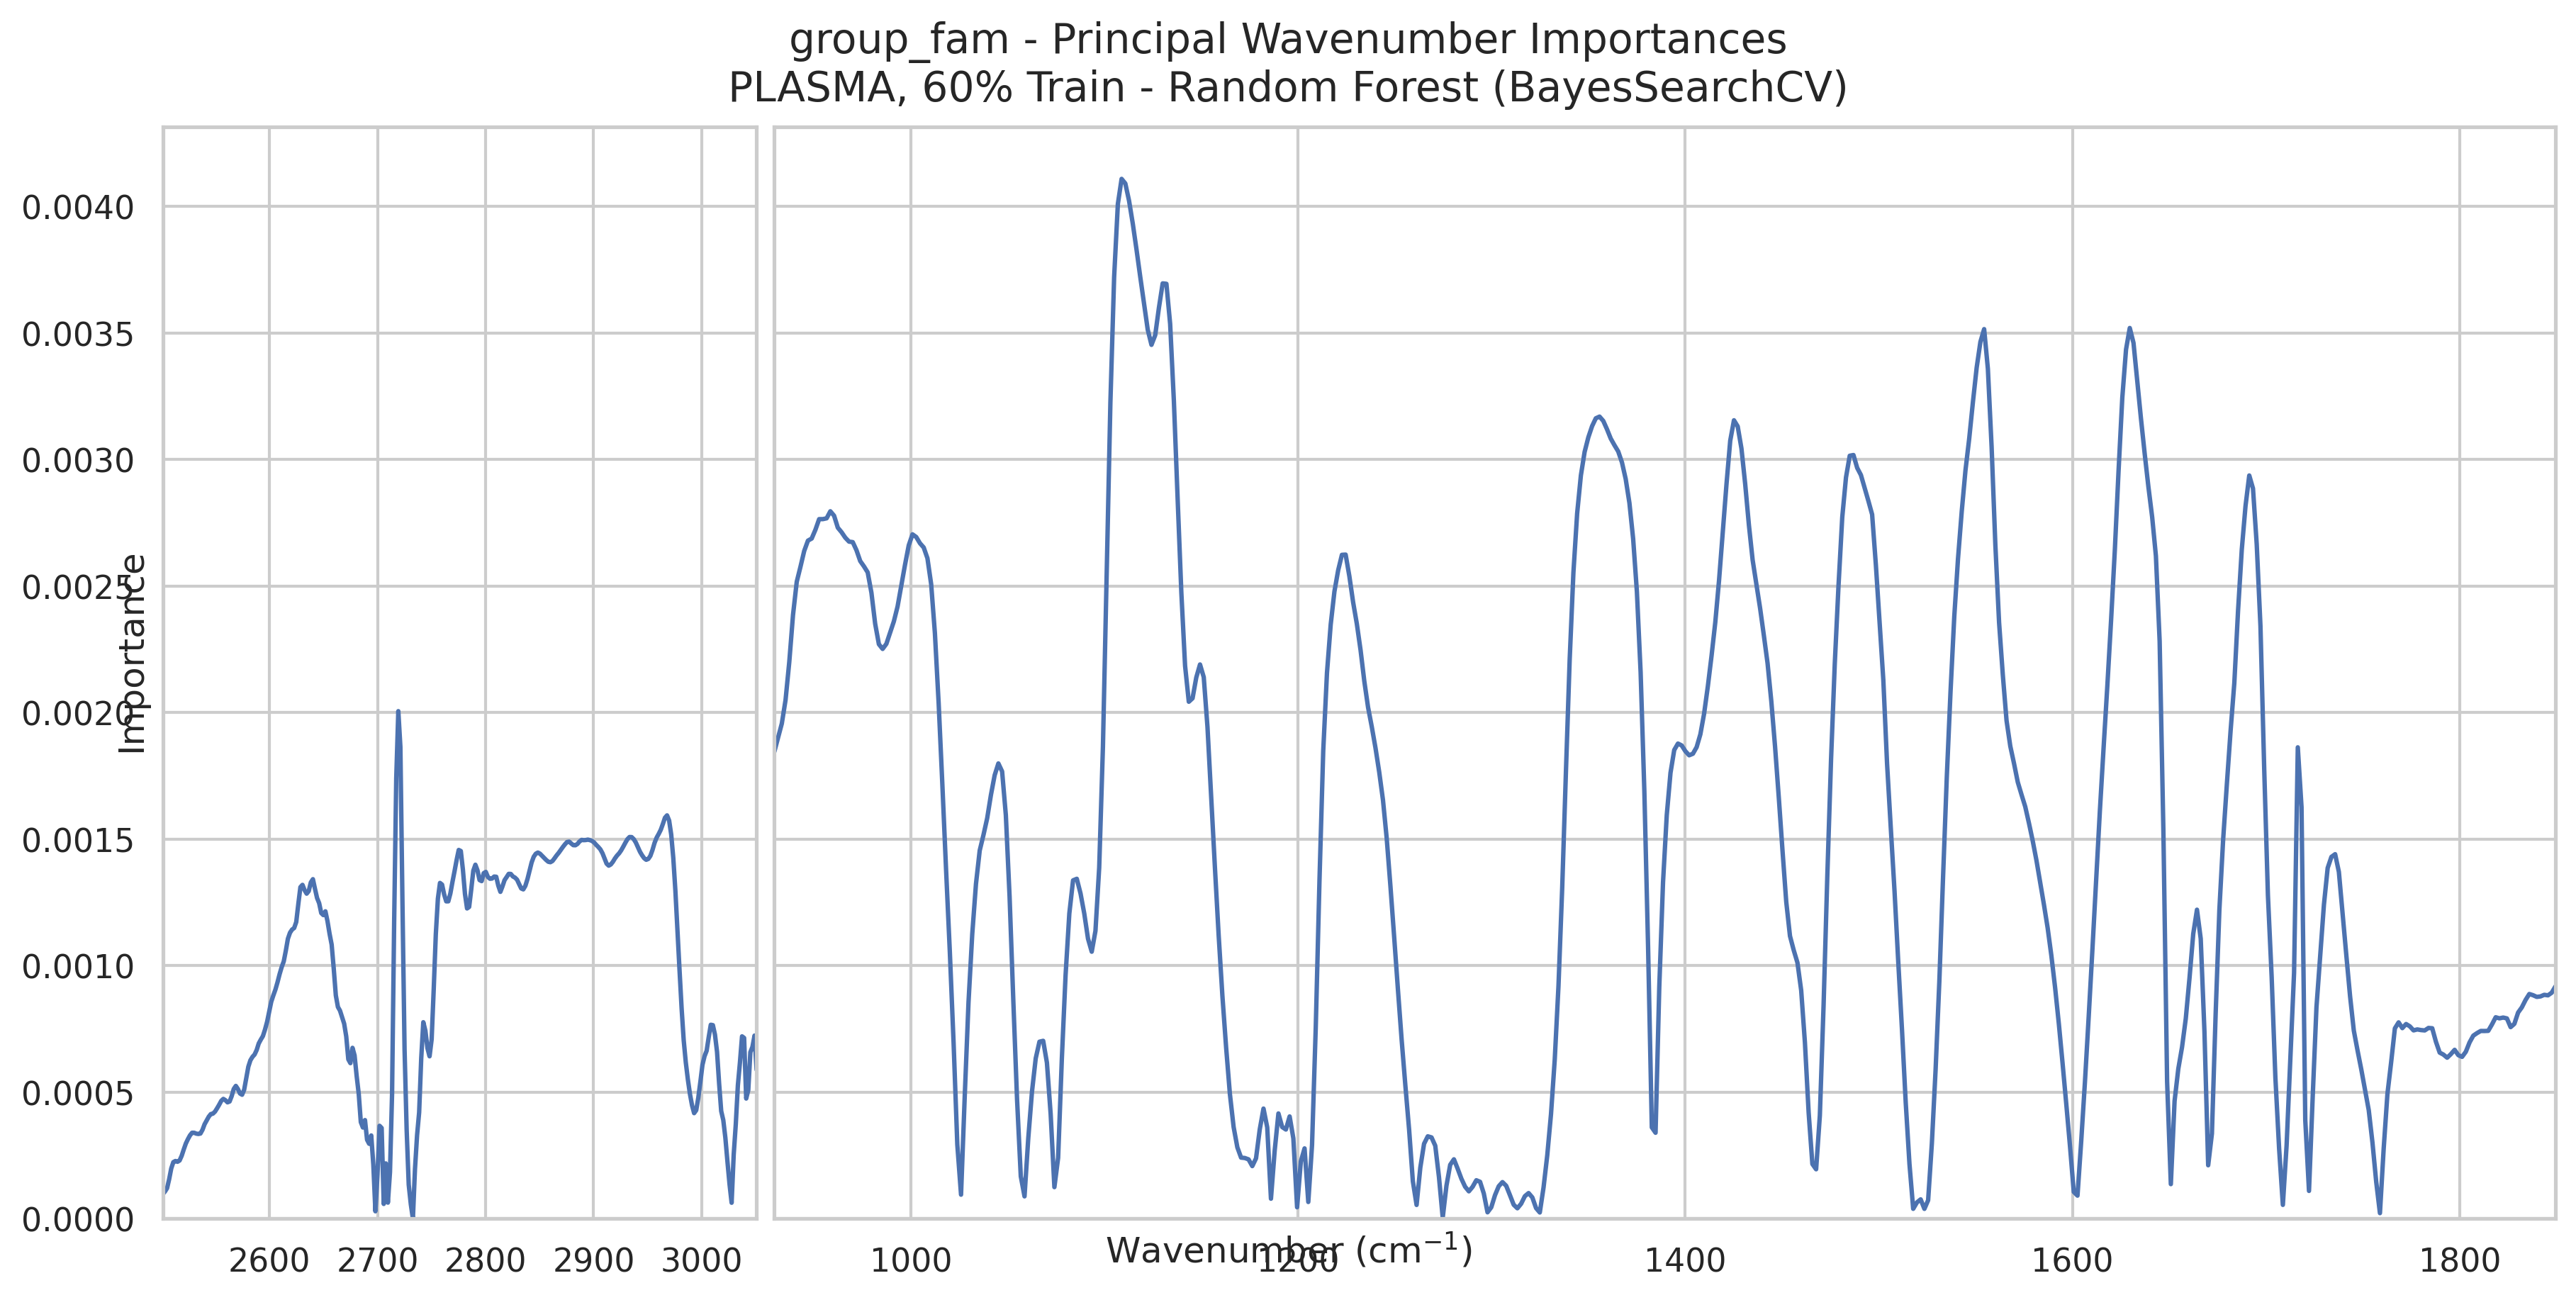 group_fam - Principal Wavenumber Importances
PLASMA, 60% Train - Random Forest (BayesSearchCV)
Importance
0.0040
0.0035
0.0030
0.0025
0.0020
0.0015
0.0010
0.0005
0.0000
2600 2700 2800 2900 3000 1000 1200 1400 1600 1800
Wavenumber (cm⁻¹)